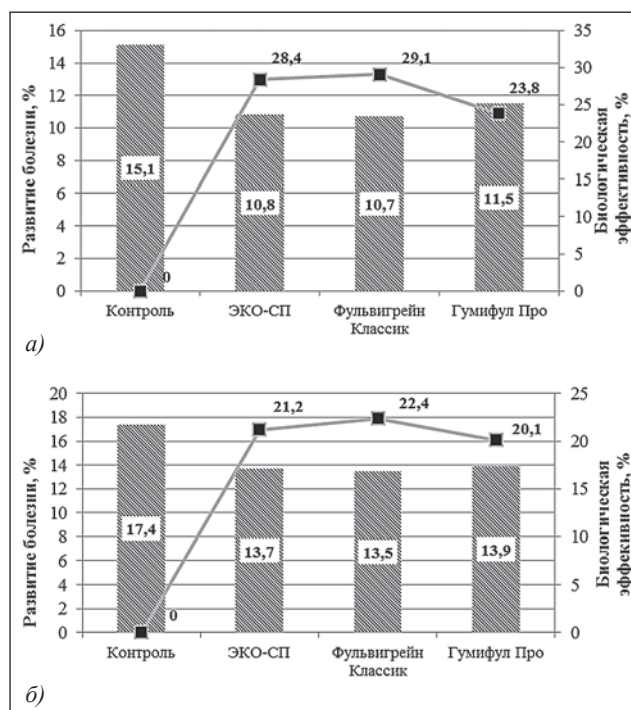 16
14
12
10
8
6
4
2
0
Развитие болезни, %
35
30
25
20
15
10
5
0
Биологическая
эффективность, %
28,4
29,1
23,8
0
15,1
10,8
10,7
11,5
Контроль
ЭКО-СП
Фульвигрейн
Классик
Гумифул Про
а)
20
18
16
14
12
10
8
6
4
2
0
Развитие болезни, %
25
20
15
10
5
0
Биологическая
эффекивность, %
21,2
22,4
20,1
0
17,4
13,7
13,5
13,9
Контроль
ЭКО-СП
Фульвигрейн
Классик
Гумифул Про
б)